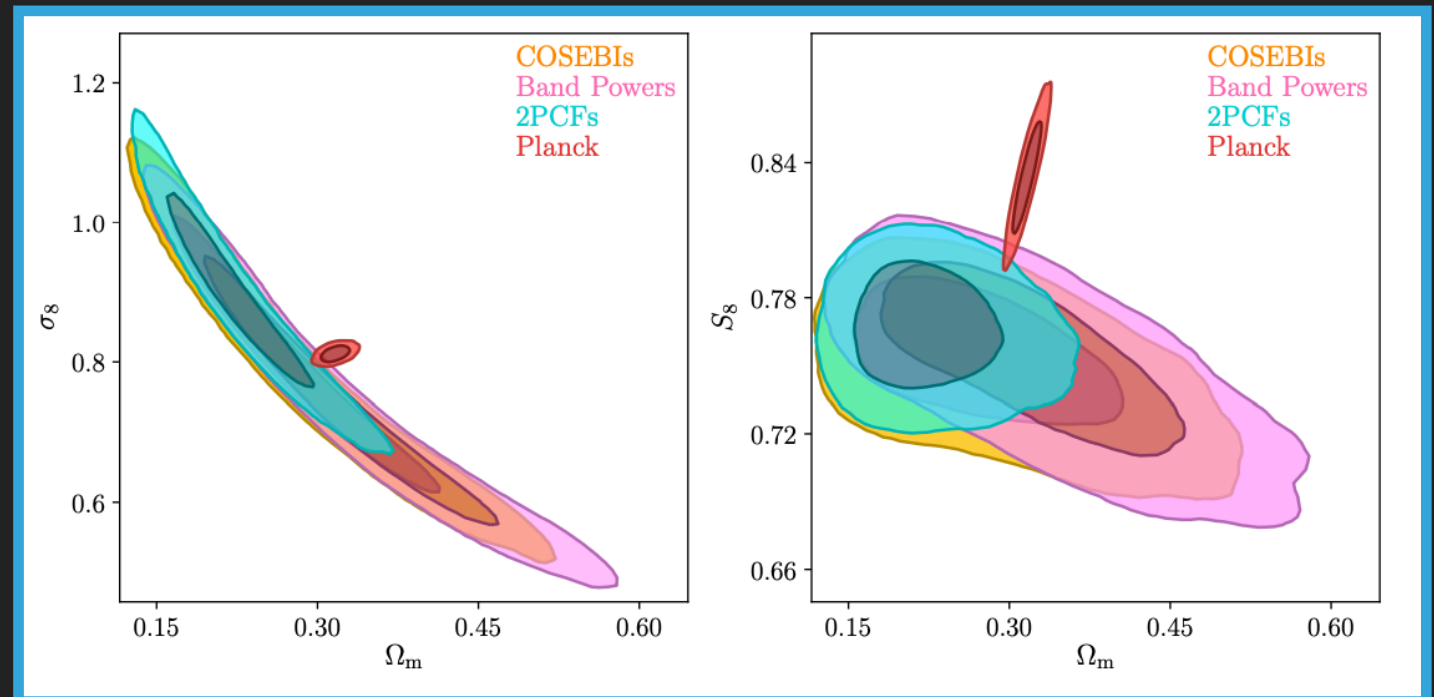 COSEBIs
Band Powers
2PCFs
Planck
1.2
1.0
0.8
0.6
σ₈
0.15 0.30 0.45 0.60
Ωₘ
COSEBIs
Band Powers
2PCFs
Planck
0.84
0.78
0.72
0.66
S₈
0.15 0.30 0.45 0.60
Ωₘ